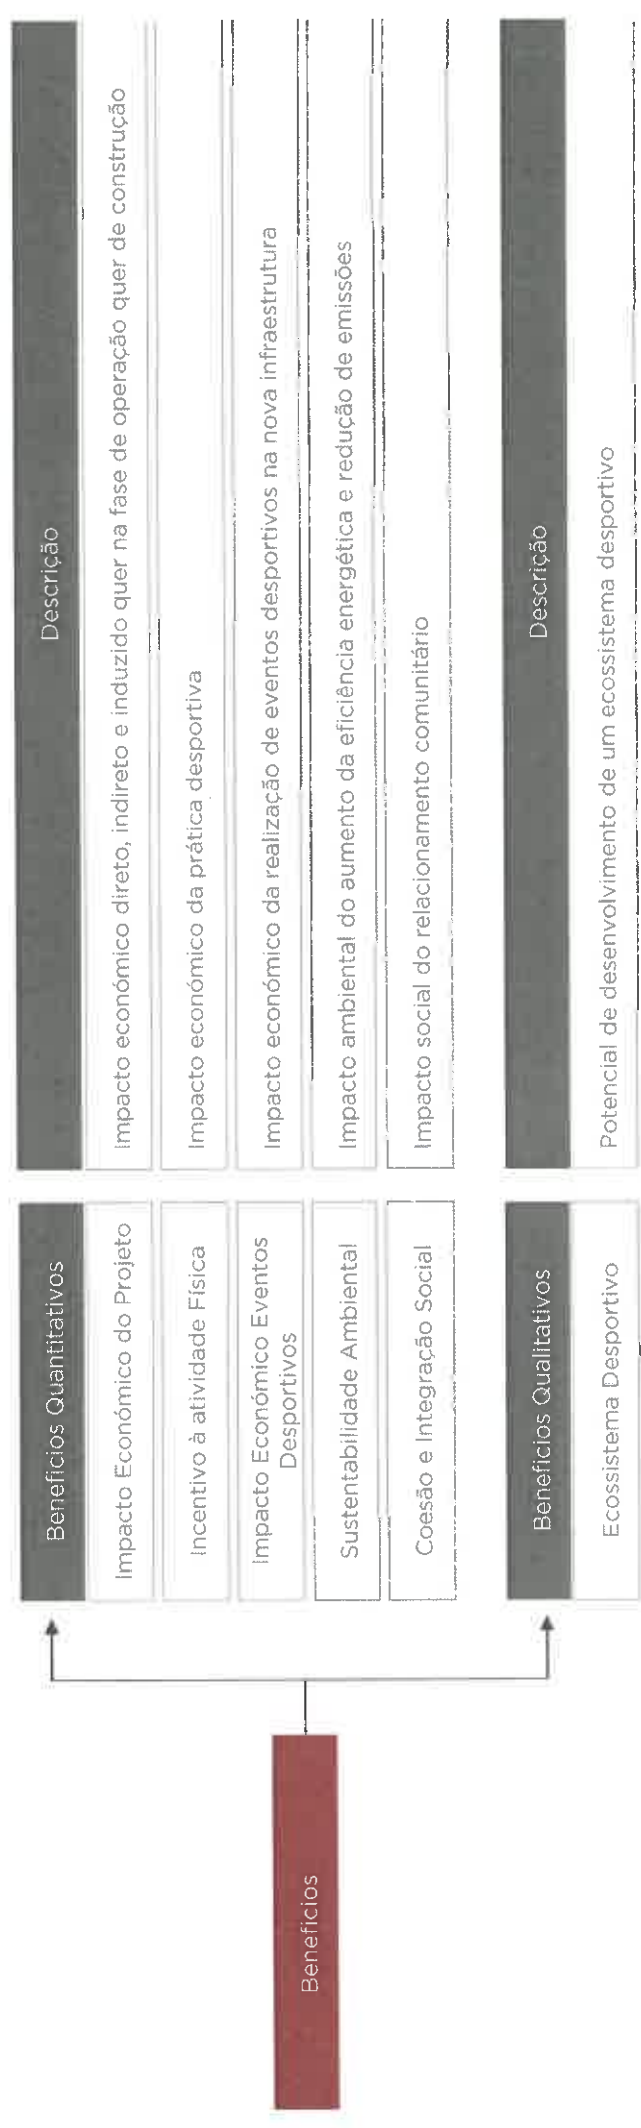 Benefícios
Benefícios Quantitativos
Descrição
Impacto Económico do Projeto
Impacto económico direto, indireto e induzido quer na fase de operação quer de construção
Incentivo à atividade Física
Impacto económico da prática desportiva
Impacto Económico Eventos
Desportivos
Impacto económico da realização de eventos desportivos na nova infraestrutura
Sustentabilidade Ambiental
Impacto ambiental do aumento da eficiência energética e redução de emissões
Coesão e Integração Social
Impacto social do relacionamento comunitário
Benefícios Qualitativos
Descrição
Ecossistema Desportivo
Potencial de desenvolvimento de um ecossistema desportivo